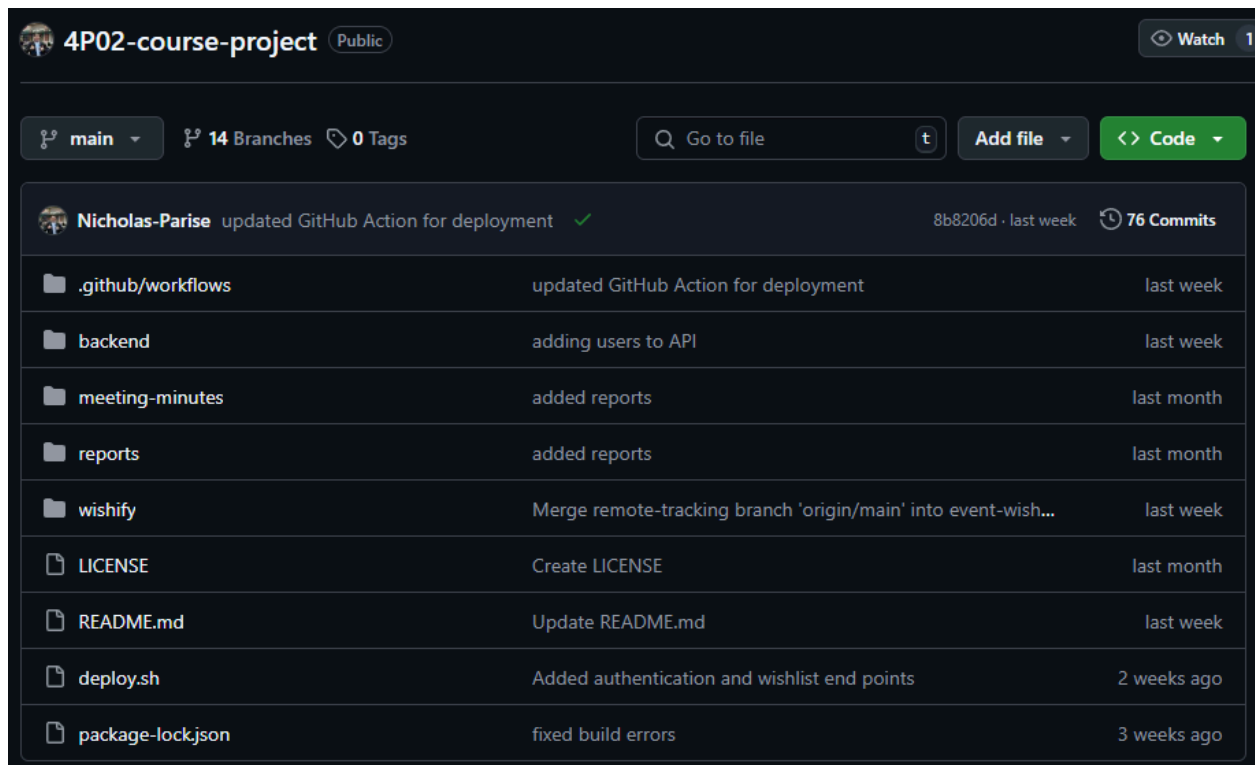 4P02-course-project Public Watch 1
main 14 Branches 0 Tags Go to file t Add file Code
Nicholas-Parise updated GitHub Action for deployment 8b8206d · last week 76 Commits
.github/workflows updated GitHub Action for deployment last week
backend adding users to API last week
meeting-minutes added reports last month
reports added reports last month
wishify Merge remote-tracking branch 'origin/main' into event-wish... last week
LICENSE Create LICENSE last month
README.md Update README.md last week
deploy.sh Added authentication and wishlist end points 2 weeks ago
package-lock.json fixed build errors 3 weeks ago